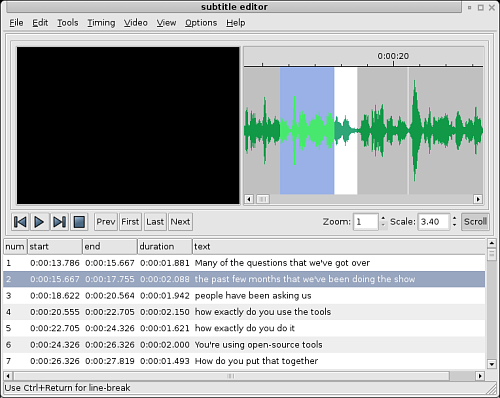 subtitle editor
File Edit Tools Timing Video View Options Help
0:00:20
Prev First Last Next Zoom: 1 Scale: 3.40 Scroll
num start end duration text
1 0:00:13.786 0:00:15.667 0:00:01.881 Many of the questions that we've got over
2 0:00:15.667 0:00:17.755 0:00:02.088 the past few months that we've been doing the show
3 0:00:18.622 0:00:20.564 0:00:01.942 people have been asking us
4 0:00:20.555 0:00:22.705 0:00:02.150 how exactly do you use the tools
5 0:00:22.705 0:00:24.326 0:00:01.621 how exactly do you do it
6 0:00:24.326 0:00:26.326 0:00:02.000 You're using open-source tools
7 0:00:26.326 0:00:27.819 0:00:01.493 How do you put that together
Use Ctrl+Return for line-break